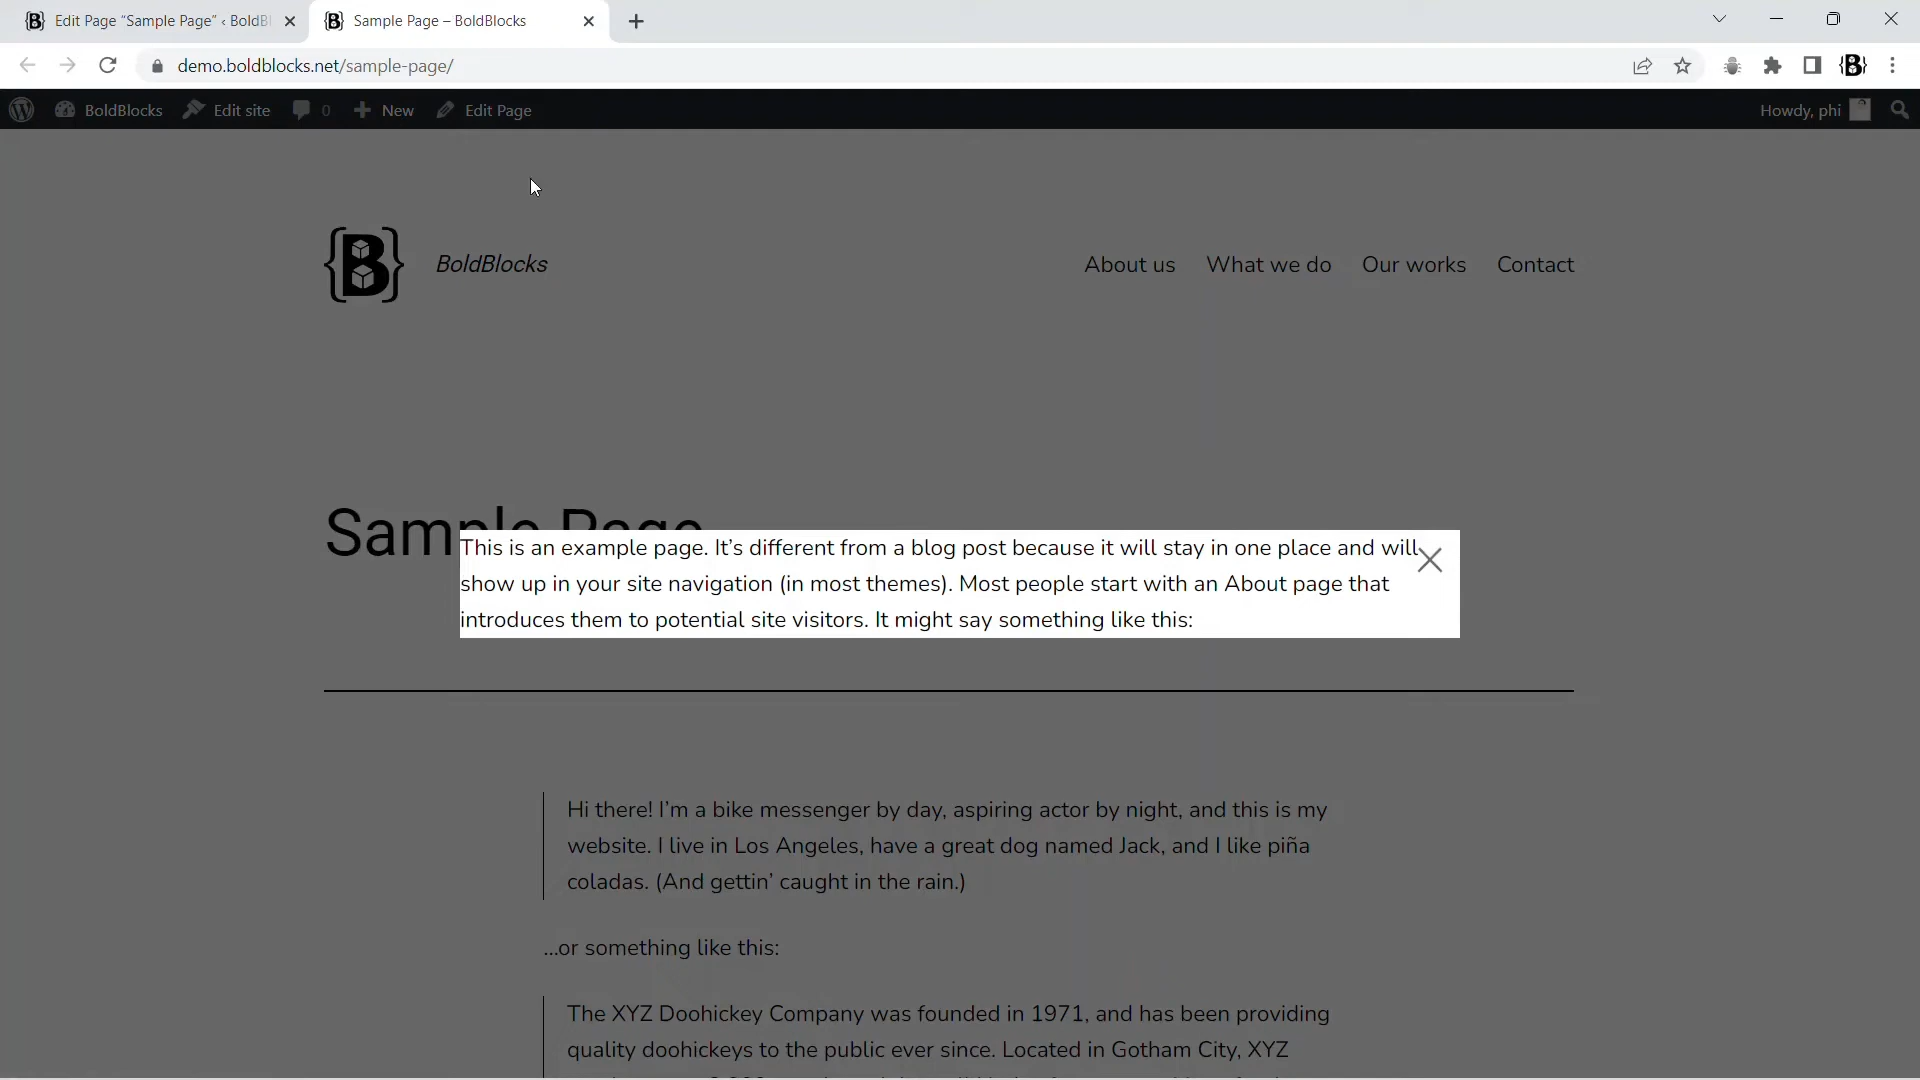 Edit Page “Sample Page” ‹ BoldBl
Sample Page – BoldBlocks
demo.boldblocks.net/sample-page/
BoldBlocks
Edit site
0
New
Edit Page
Howdy, phi
BoldBlocks
About us
What we do
Our works
Contact
Sample Page
This is an example page. It’s different from a blog post because it will stay in one place and will
show up in your site navigation (in most themes). Most people start with an About page that
introduces them to potential site visitors. It might say something like this:
Hi there! I’m a bike messenger by day, aspiring actor by night, and this is my
website. I live in Los Angeles, have a great dog named Jack, and I like piña
coladas. (And gettin’ caught in the rain.)
…or something like this:
The XYZ Doohickey Company was founded in 1971, and has been providing
quality doohickeys to the public ever since. Located in Gotham City, XYZ